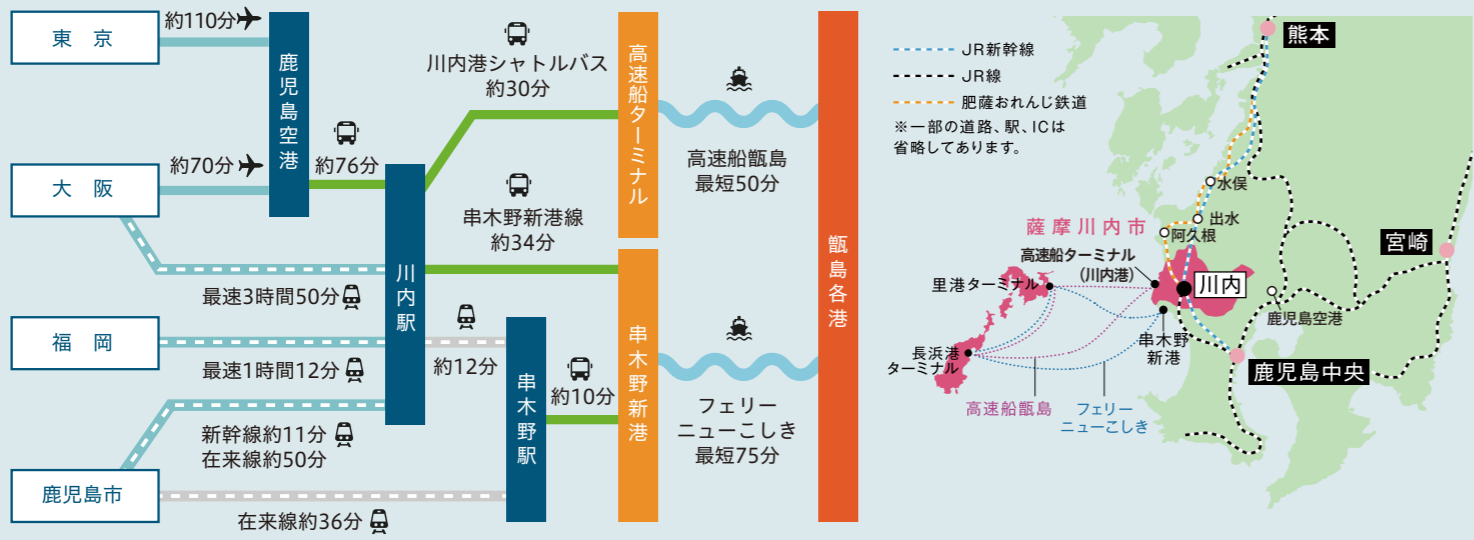 東 京
約110分
大 阪
約70分
鹿児島空港
約76分
最速3時間50分
福 岡
最速1時間12分
鹿児島市
新幹線約11分
在来線約50分
在来線約36分
川内駅
川内港シャトルバス
約30分
串木野新港線
約34分
約12分
串木野駅
約10分
高速船ターミナル
串木野新港
高速船甑島
最短50分
フェリー
ニューこしき
最短75分
甑島各港
JR新幹線
JR線
肥薩おれんじ鉄道
※一部の道路、駅、ICは
省略してあります。
熊本
水俣
出水
阿久根
薩摩川内市
高速船ターミナル
(川内港)
里港ターミナル
川内
宮崎
鹿児島空港
串木野
新港
長浜港
ターミナル
鹿児島中央
高速船甑島
フェリー
ニューこしき